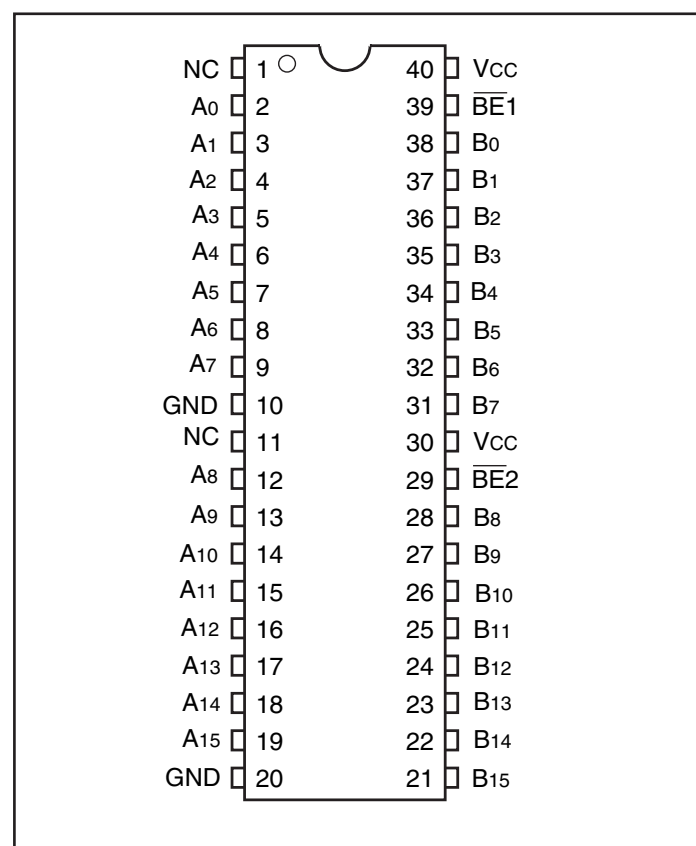 NC 1 40 VCC
A0 2 39 B̅E̅1
A1 3 38 B0
A2 4 37 B1
A3 5 36 B2
A4 6 35 B3
A5 7 34 B4
A6 8 33 B5
A7 9 32 B6
GND 10 31 B7
NC 11 30 VCC
A8 12 29 B̅E̅2
A9 13 28 B8
A10 14 27 B9
A11 15 26 B10
A12 16 25 B11
A13 17 24 B12
A14 18 23 B13
A15 19 22 B14
GND 20 21 B15